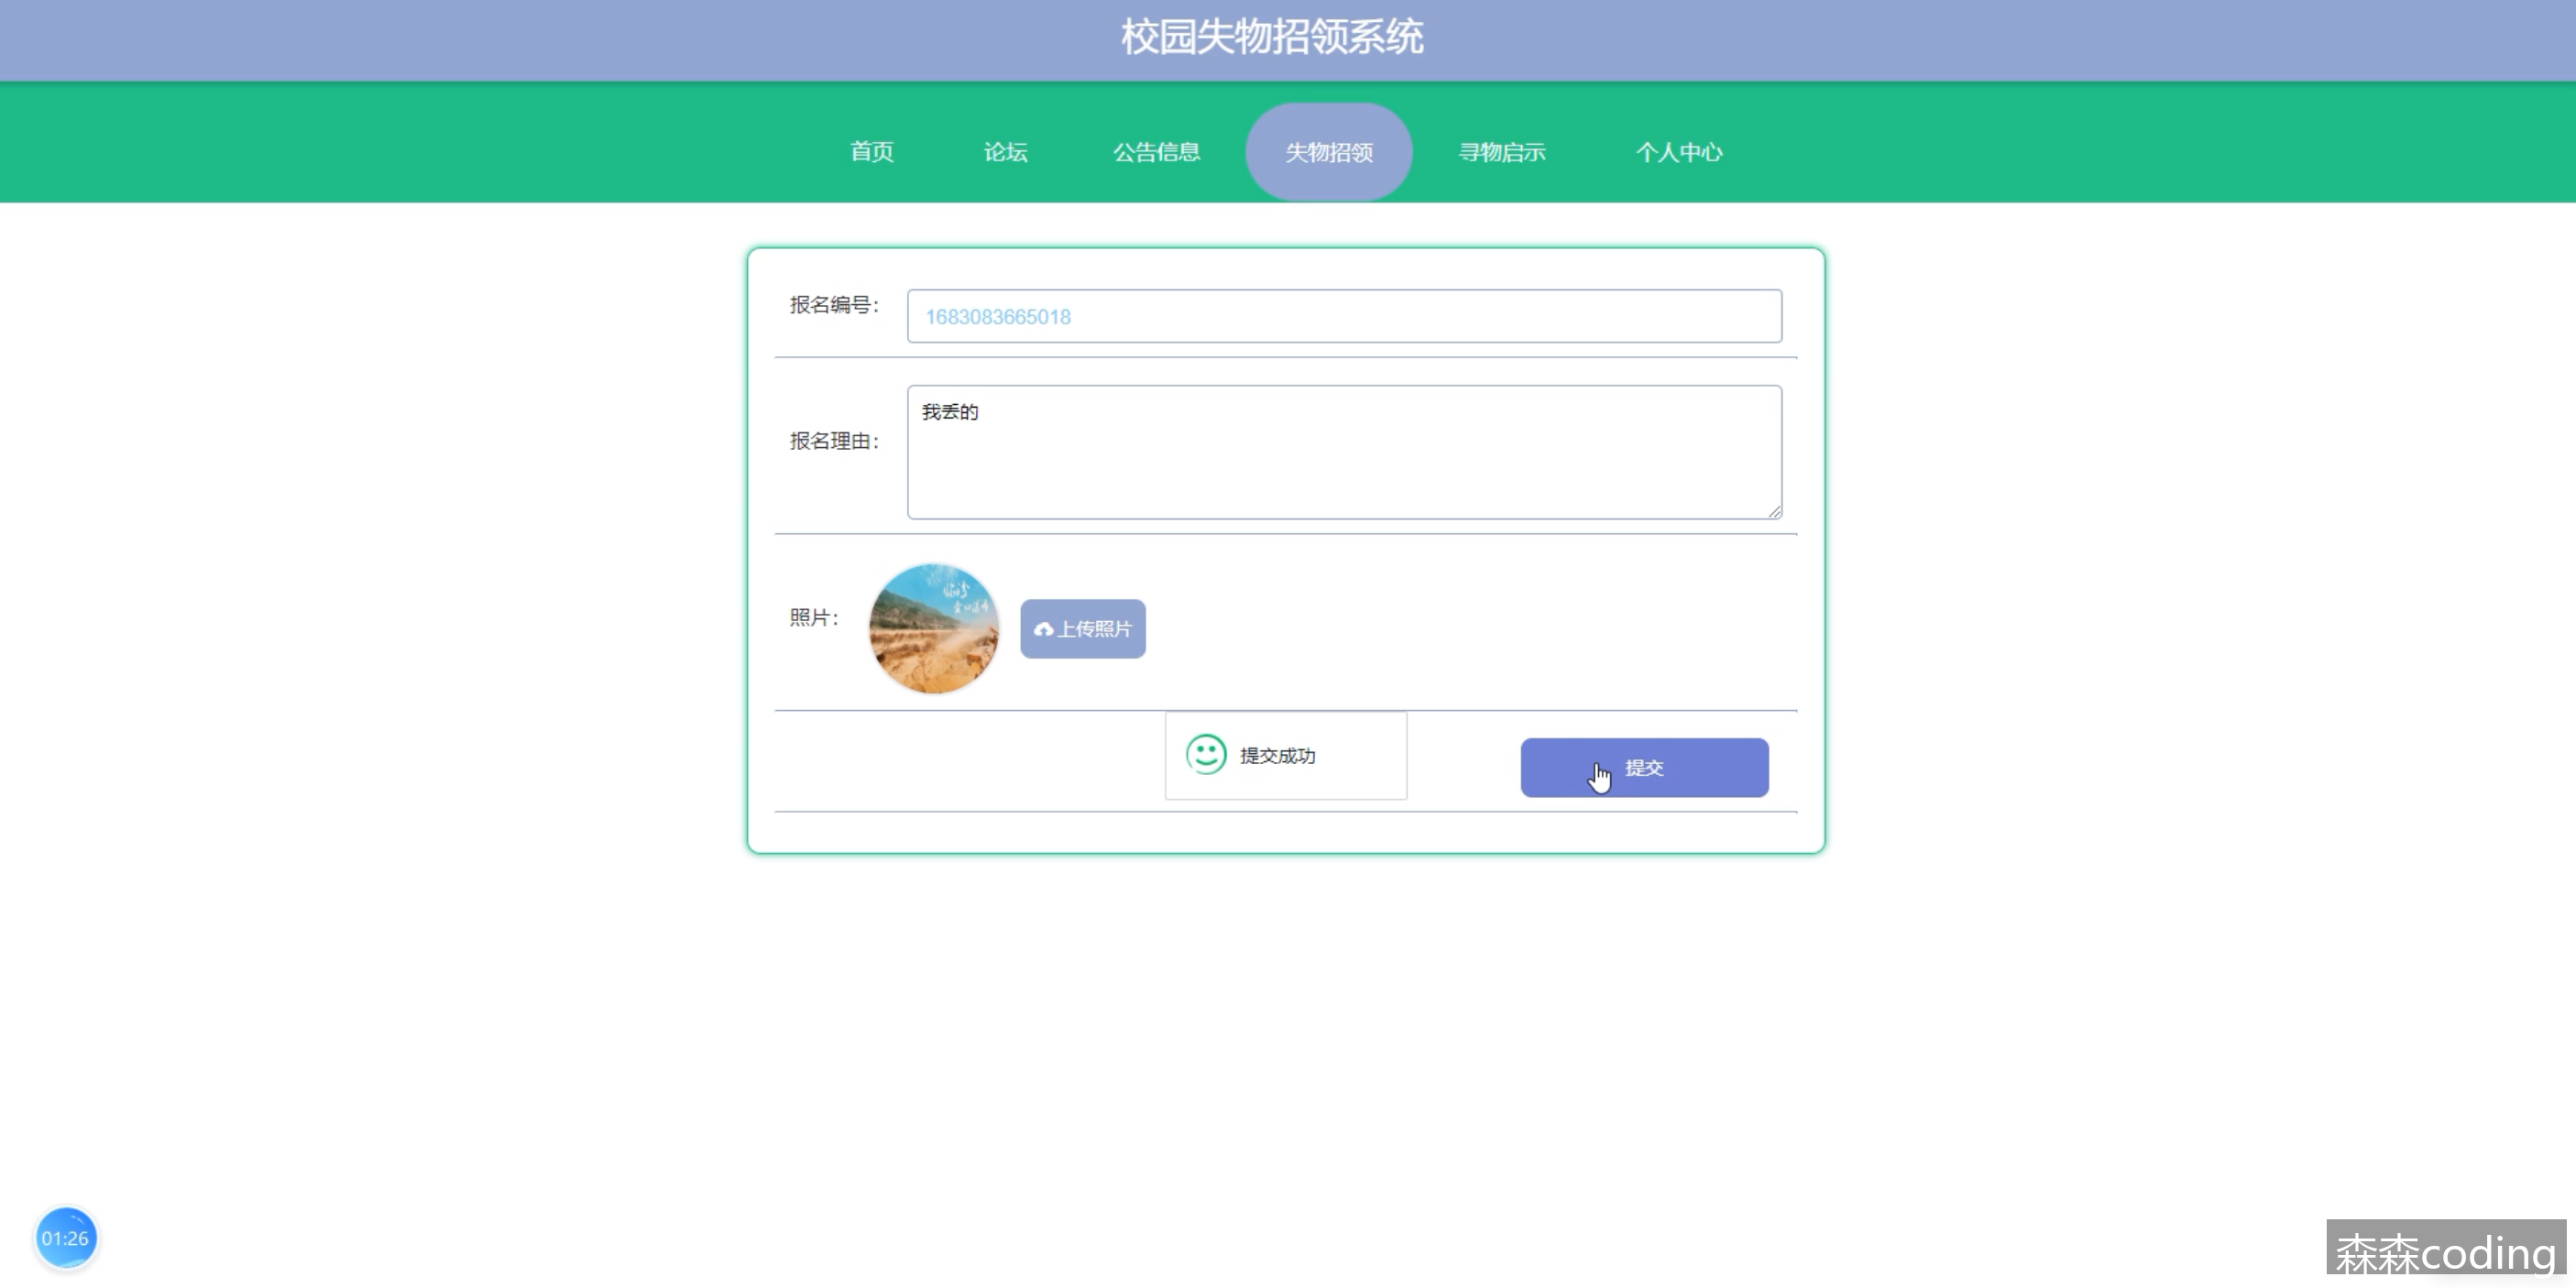 校园失物招领系统
首页 论坛 公告信息 失物招领 寻物启示 个人中心
报名编号： 1683083665018
报名理由： 我丢的
照片： 上传照片
提交成功 提交
01:26
森森coding